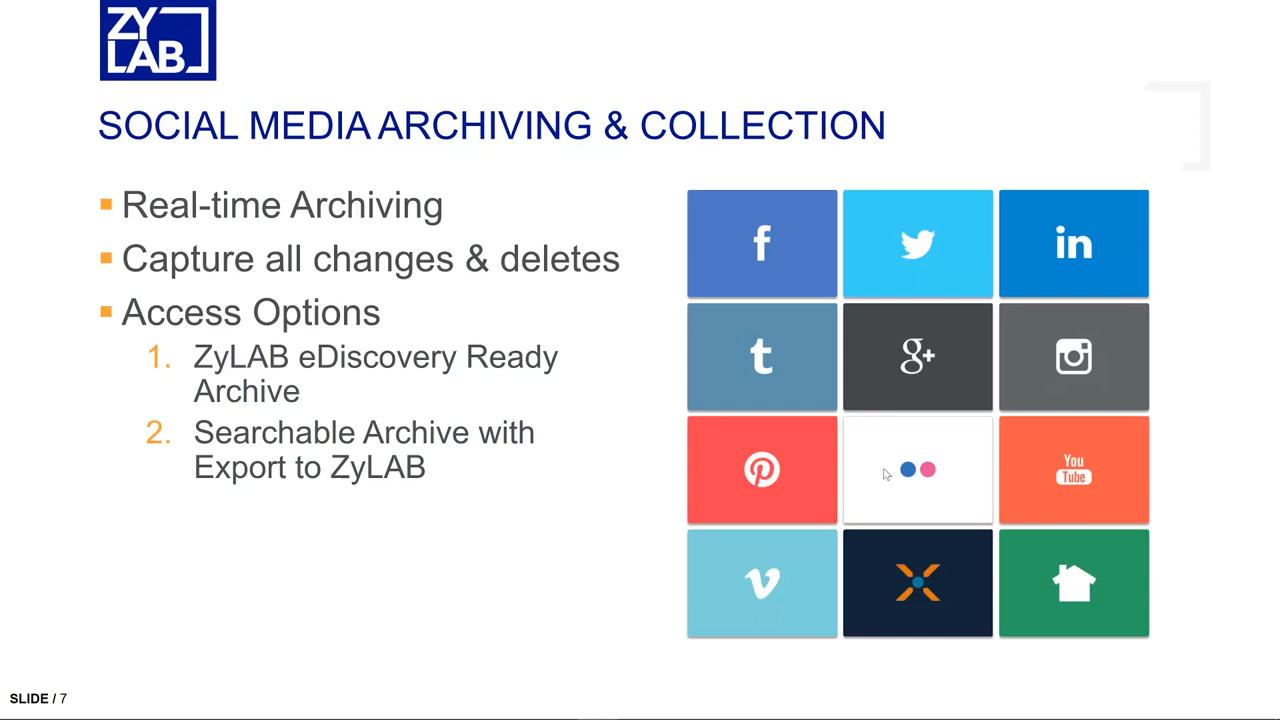 ZY
LAB
SOCIAL MEDIA ARCHIVING & COLLECTION
Real-time Archiving
Capture all changes & deletes
Access Options
1. ZyLAB eDiscovery Ready
Archive
2. Searchable Archive with
Export to ZyLAB
f
in
t
g+
You
Tube
v
SLIDE / 7